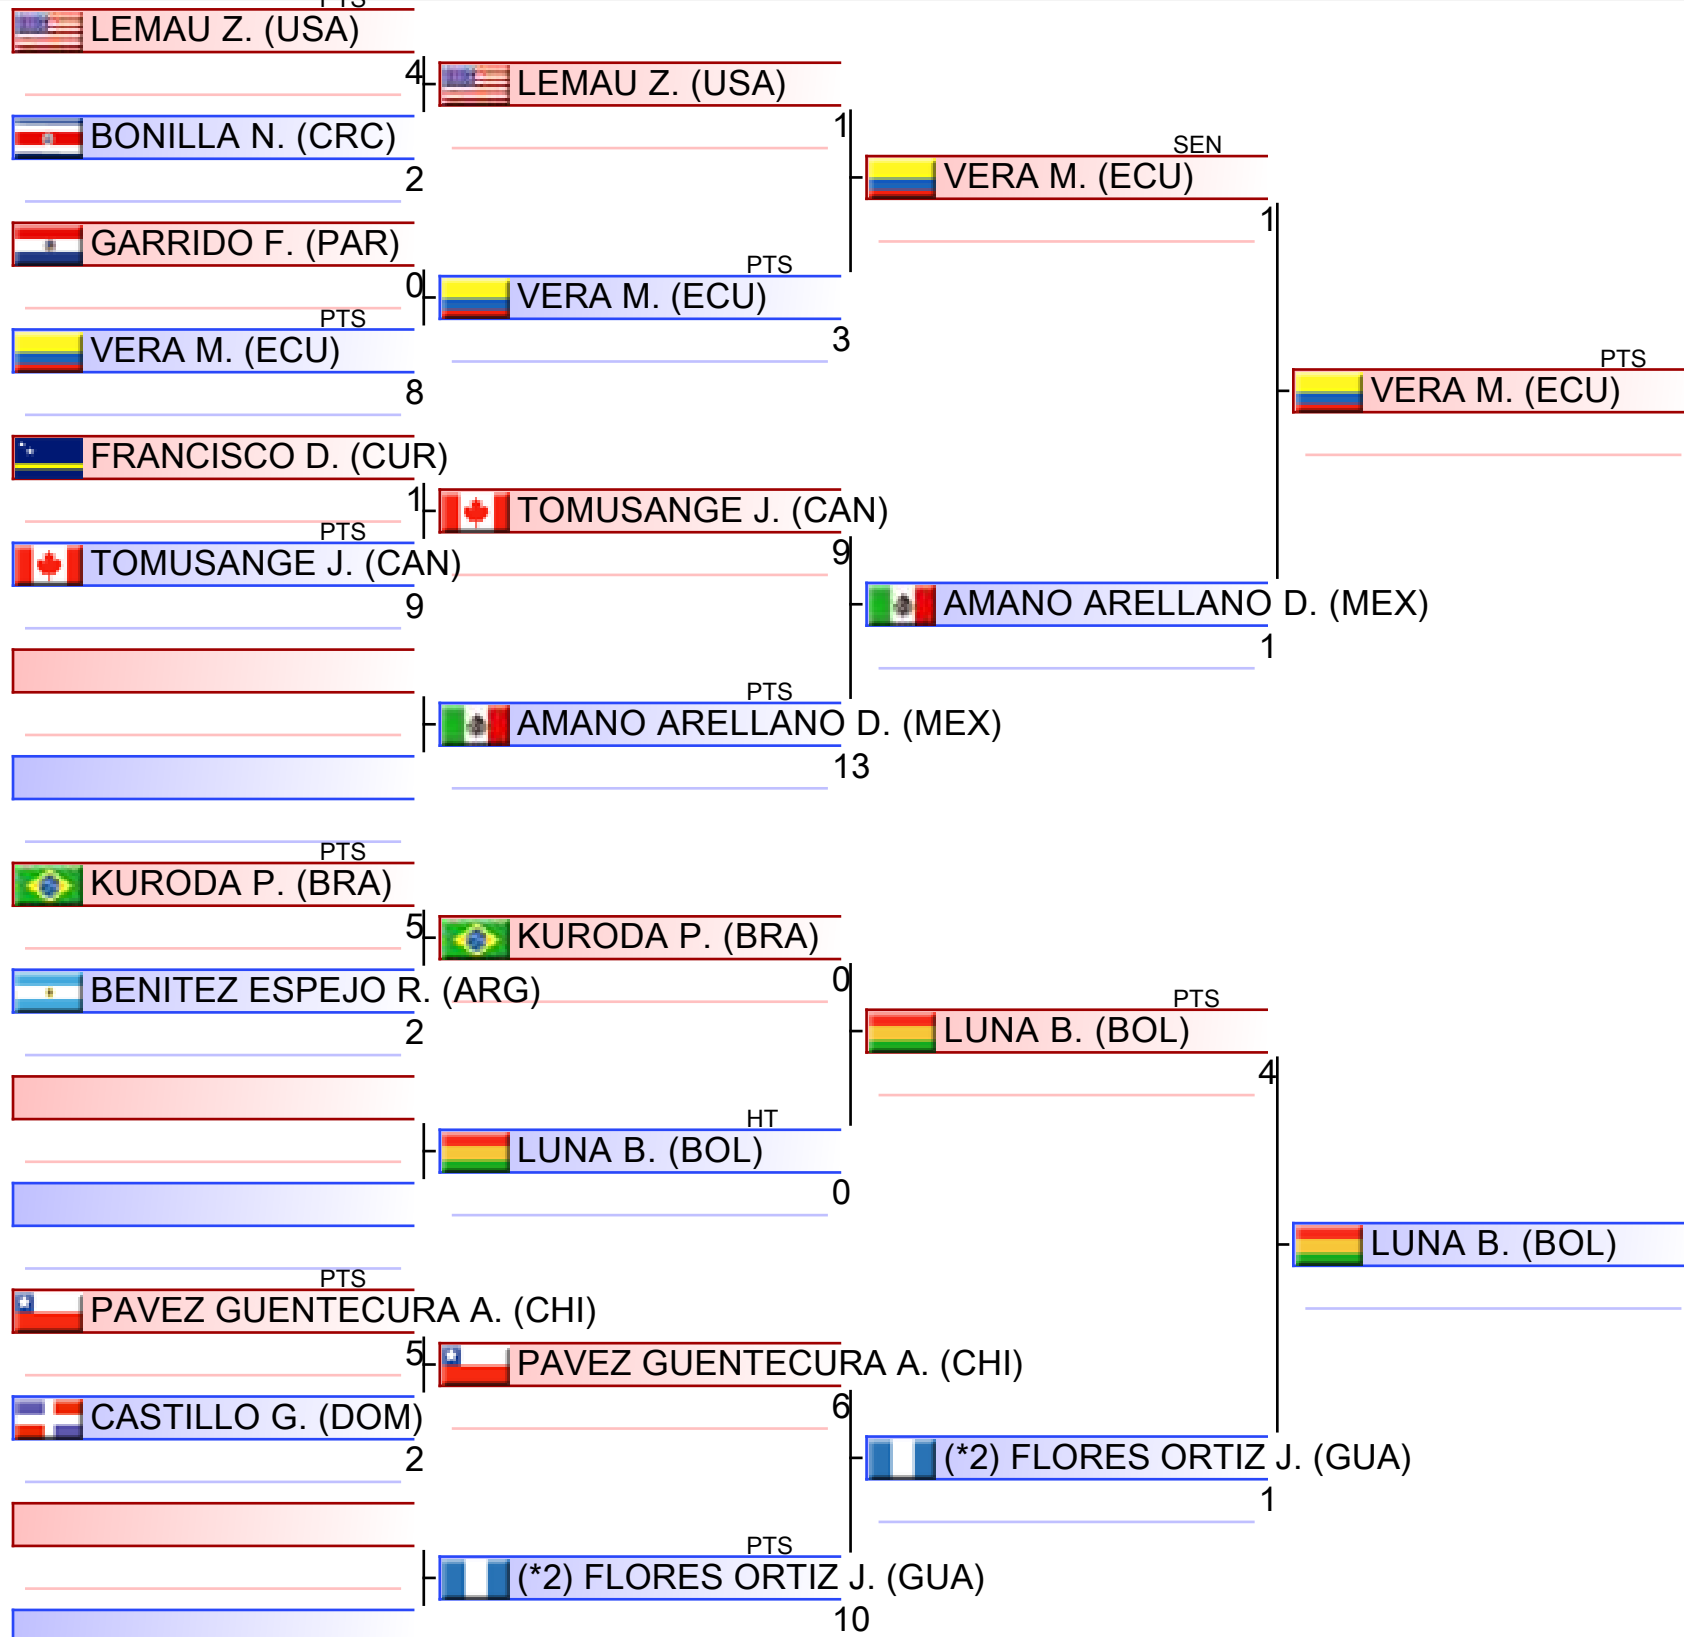 PTS
LEMAU Z. (USA)
4
BONILLA N. (CRC)
2
GARRIDO F. (PAR)
0
PTS
VERA M. (ECU)
8
FRANCISCO D. (CUR)
1
PTS
TOMUSANGE J. (CAN)
9
PTS
KURODA P. (BRA)
5
BENITEZ ESPEJO R. (ARG)
2
PTS
PAVEZ GUENTECURA A. (CHI)
5
CASTILLO G. (DOM)
2
LEMAU Z. (USA)
1
PTS
VERA M. (ECU)
3
TOMUSANGE J. (CAN)
9
PTS
AMANO ARELLANO D. (MEX)
13
KURODA P. (BRA)
0
HT
LUNA B. (BOL)
0
PAVEZ GUENTECURA A. (CHI)
6
PTS
(*2) FLORES ORTIZ J. (GUA)
10
SEN
VERA M. (ECU)
1
AMANO ARELLANO D. (MEX)
1
PTS
LUNA B. (BOL)
4
(*2) FLORES ORTIZ J. (GUA)
1
PTS
VERA M. (ECU)
LUNA B. (BOL)